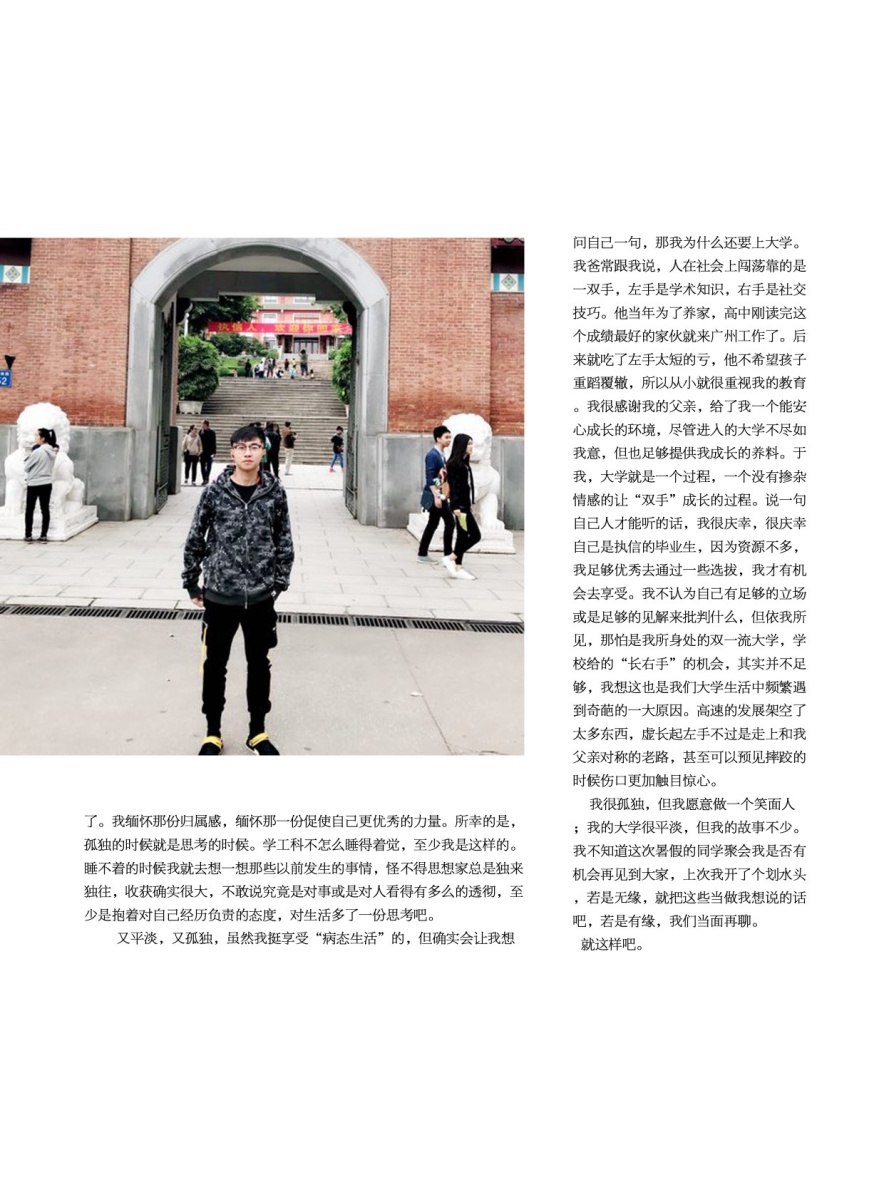 执信人，欢迎你回家
52
了。我缅怀那份归属感，缅怀那一份促使自己更优秀的力量。所幸的是，
孤独的时候就是思考的时候。学工科不怎么睡得着觉，至少我是这样的。
睡不着的时候我就去想一想那些以前发生的事情，怪不得思想家总是独来
独往，收获确实很大，不敢说究竟是对事或是对人看得有多么的透彻，至
少是抱着对自己经历负责的态度，对生活多了一份思考吧。
又平淡，又孤独，虽然我挺享受“病态生活”的，但确实会让我想
问自己一句，那我为什么还要上大学。
我爸常跟我说，人在社会上闯荡靠的是
一双手，左手是学术知识，右手是社交
技巧。他当年为了养家，高中刚读完这
个成绩最好的家伙就来广州工作了。后
来就吃了左手太短的亏，他不希望孩子
重蹈覆辙，所以从小就很重视我的教育
。我很感谢我的父亲，给了我一个能安
心成长的环境，尽管进入的大学不尽如
我意，但也足够提供我成长的养料。于
我，大学就是一个过程，一个没有掺杂
情感的让“双手”成长的过程。说一句
自己人才能听的话，我很庆幸，很庆幸
自己是执信的毕业生，因为资源不多，
我足够优秀去通过一些选拔，我才有机
会去享受。我不认为自己有足够的立场
或是足够的见解来批判什么，但依我所
见，那怕是我所身处的双一流大学，学
校给的“长右手”的机会，其实并不足
够，我想这也是我们大学生活中频繁遇
到奇葩的一大原因。高速的发展架空了
太多东西，虚长起左手不过是走上和我
父亲对称的老路，甚至可以预见摔跤的
时候伤口更加触目惊心。
我很孤独，但我愿意做一个笑面人
；我的大学很平淡，但我的故事不少。
我不知道这次暑假的同学聚会我是否有
机会再见到大家，上次我开了个划水头
，若是无缘，就把这些当做我想说的话
吧，若是有缘，我们当面再聊。
就这样吧。